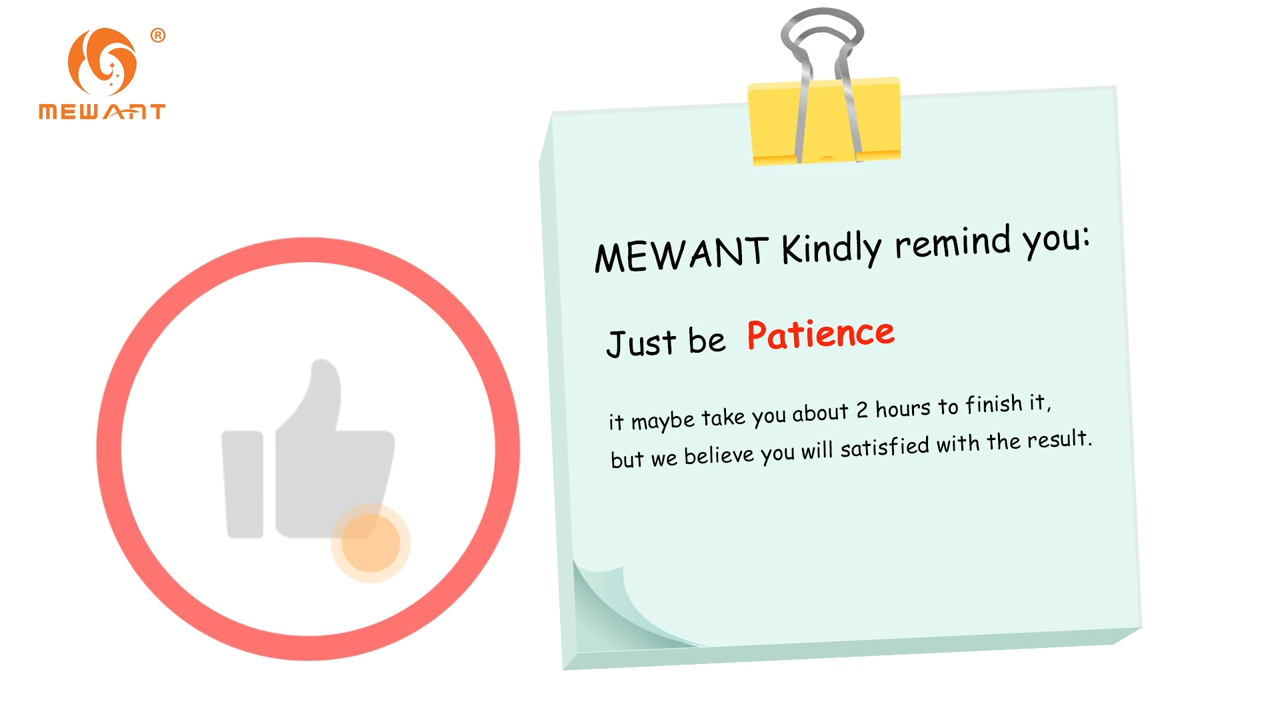 ®
MEWANT
MEWANT Kindly remind you:
Just be Patience
it maybe take you about 2 hours to finish it,
but we believe you will satisfied with the result.